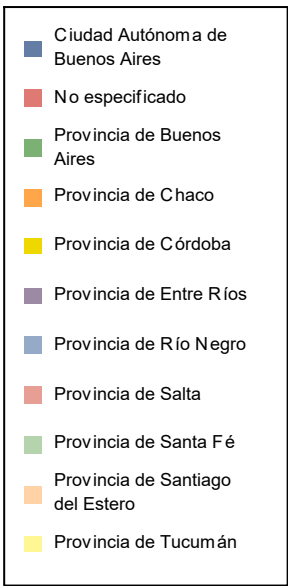 Ciudad Autónoma de
Buenos Aires
No especificado
Provincia de Buenos
Aires
Provincia de Chaco
Provincia de Córdoba
Provincia de Entre Ríos
Provincia de Río Negro
Provincia de Salta
Provincia de Santa Fé
Provincia de Santiago
del Estero
Provincia de Tucumán